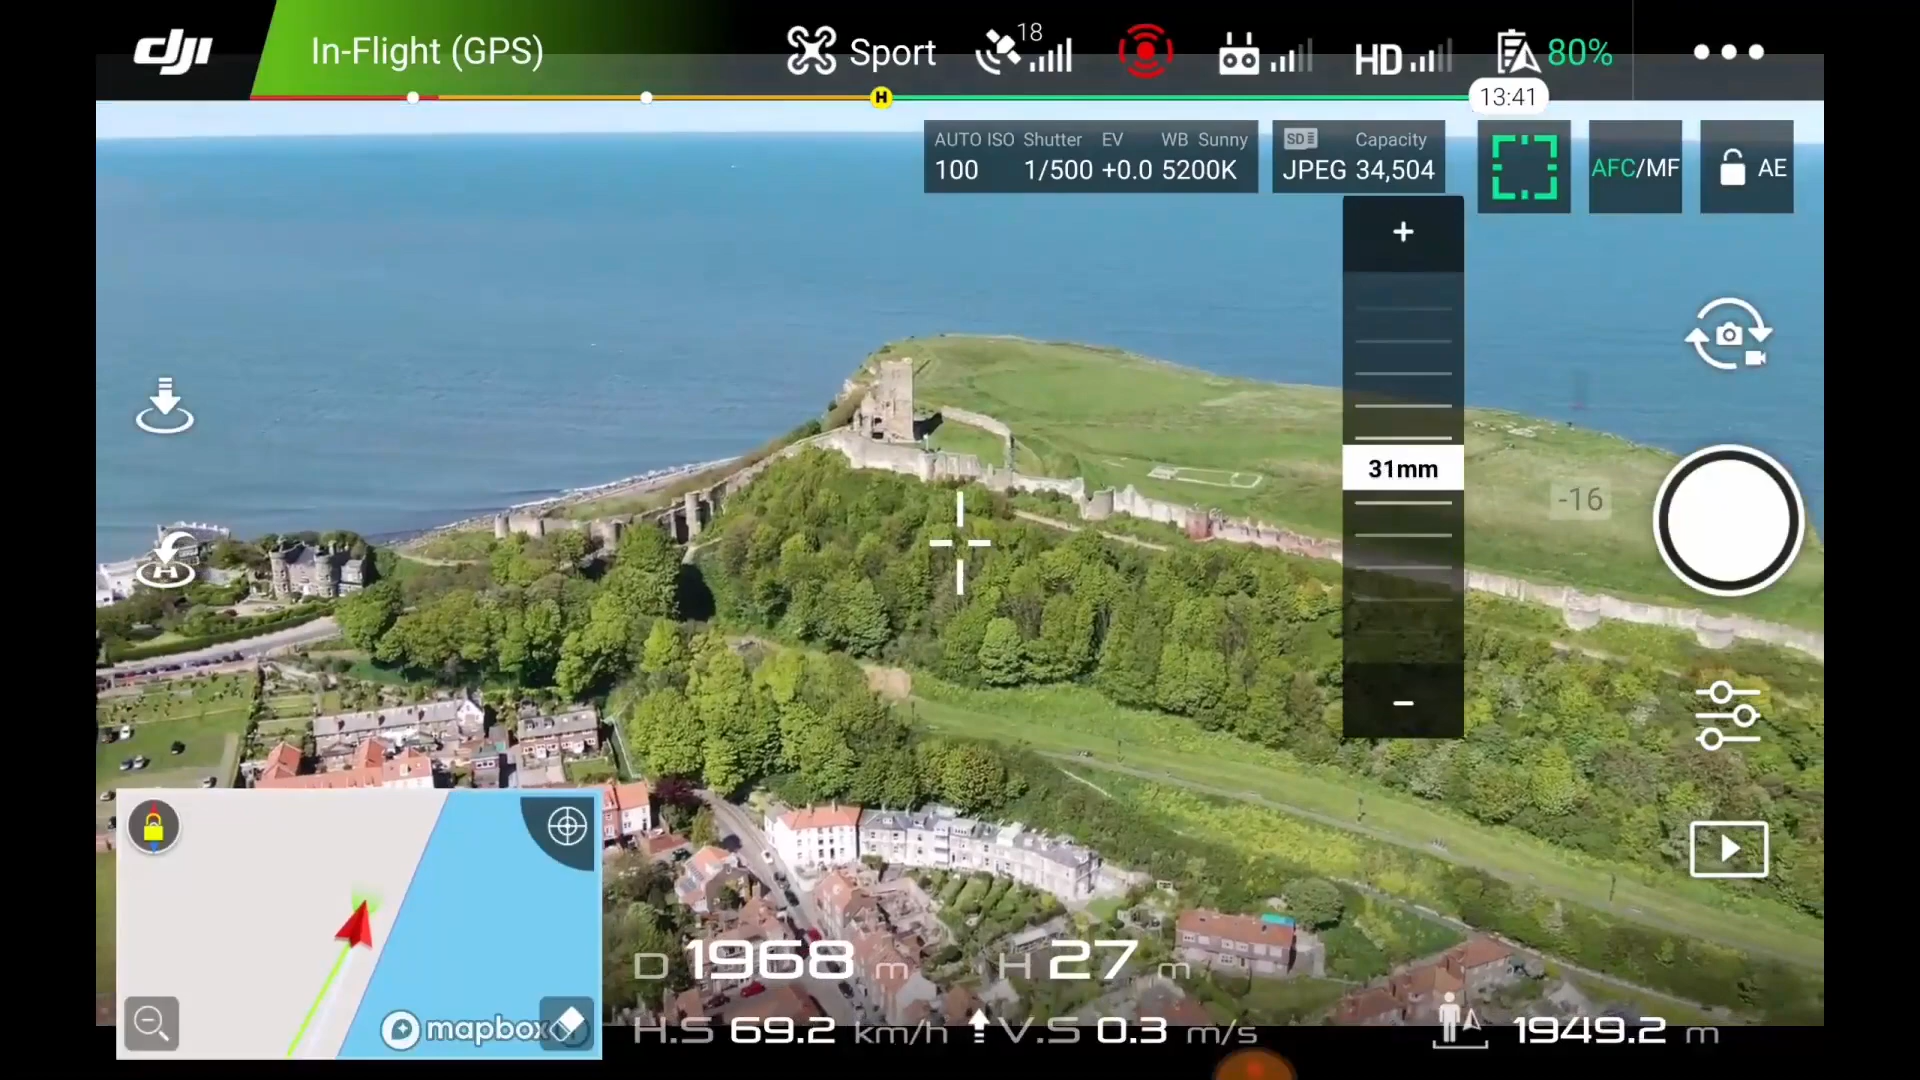 dji In-Flight (GPS) Sport 18 HD 80%
H 13:41
AUTO ISO Shutter EV WB Sunny SD Capacity
100 1/500 +0.0 5200K JPEG 34,504 AFC/MF AE
+
31mm
-16
H
−
D 1968 m H 27 m
mapbox H.S 69.2 km/h V.S 0.3 m/s 1949.2 m